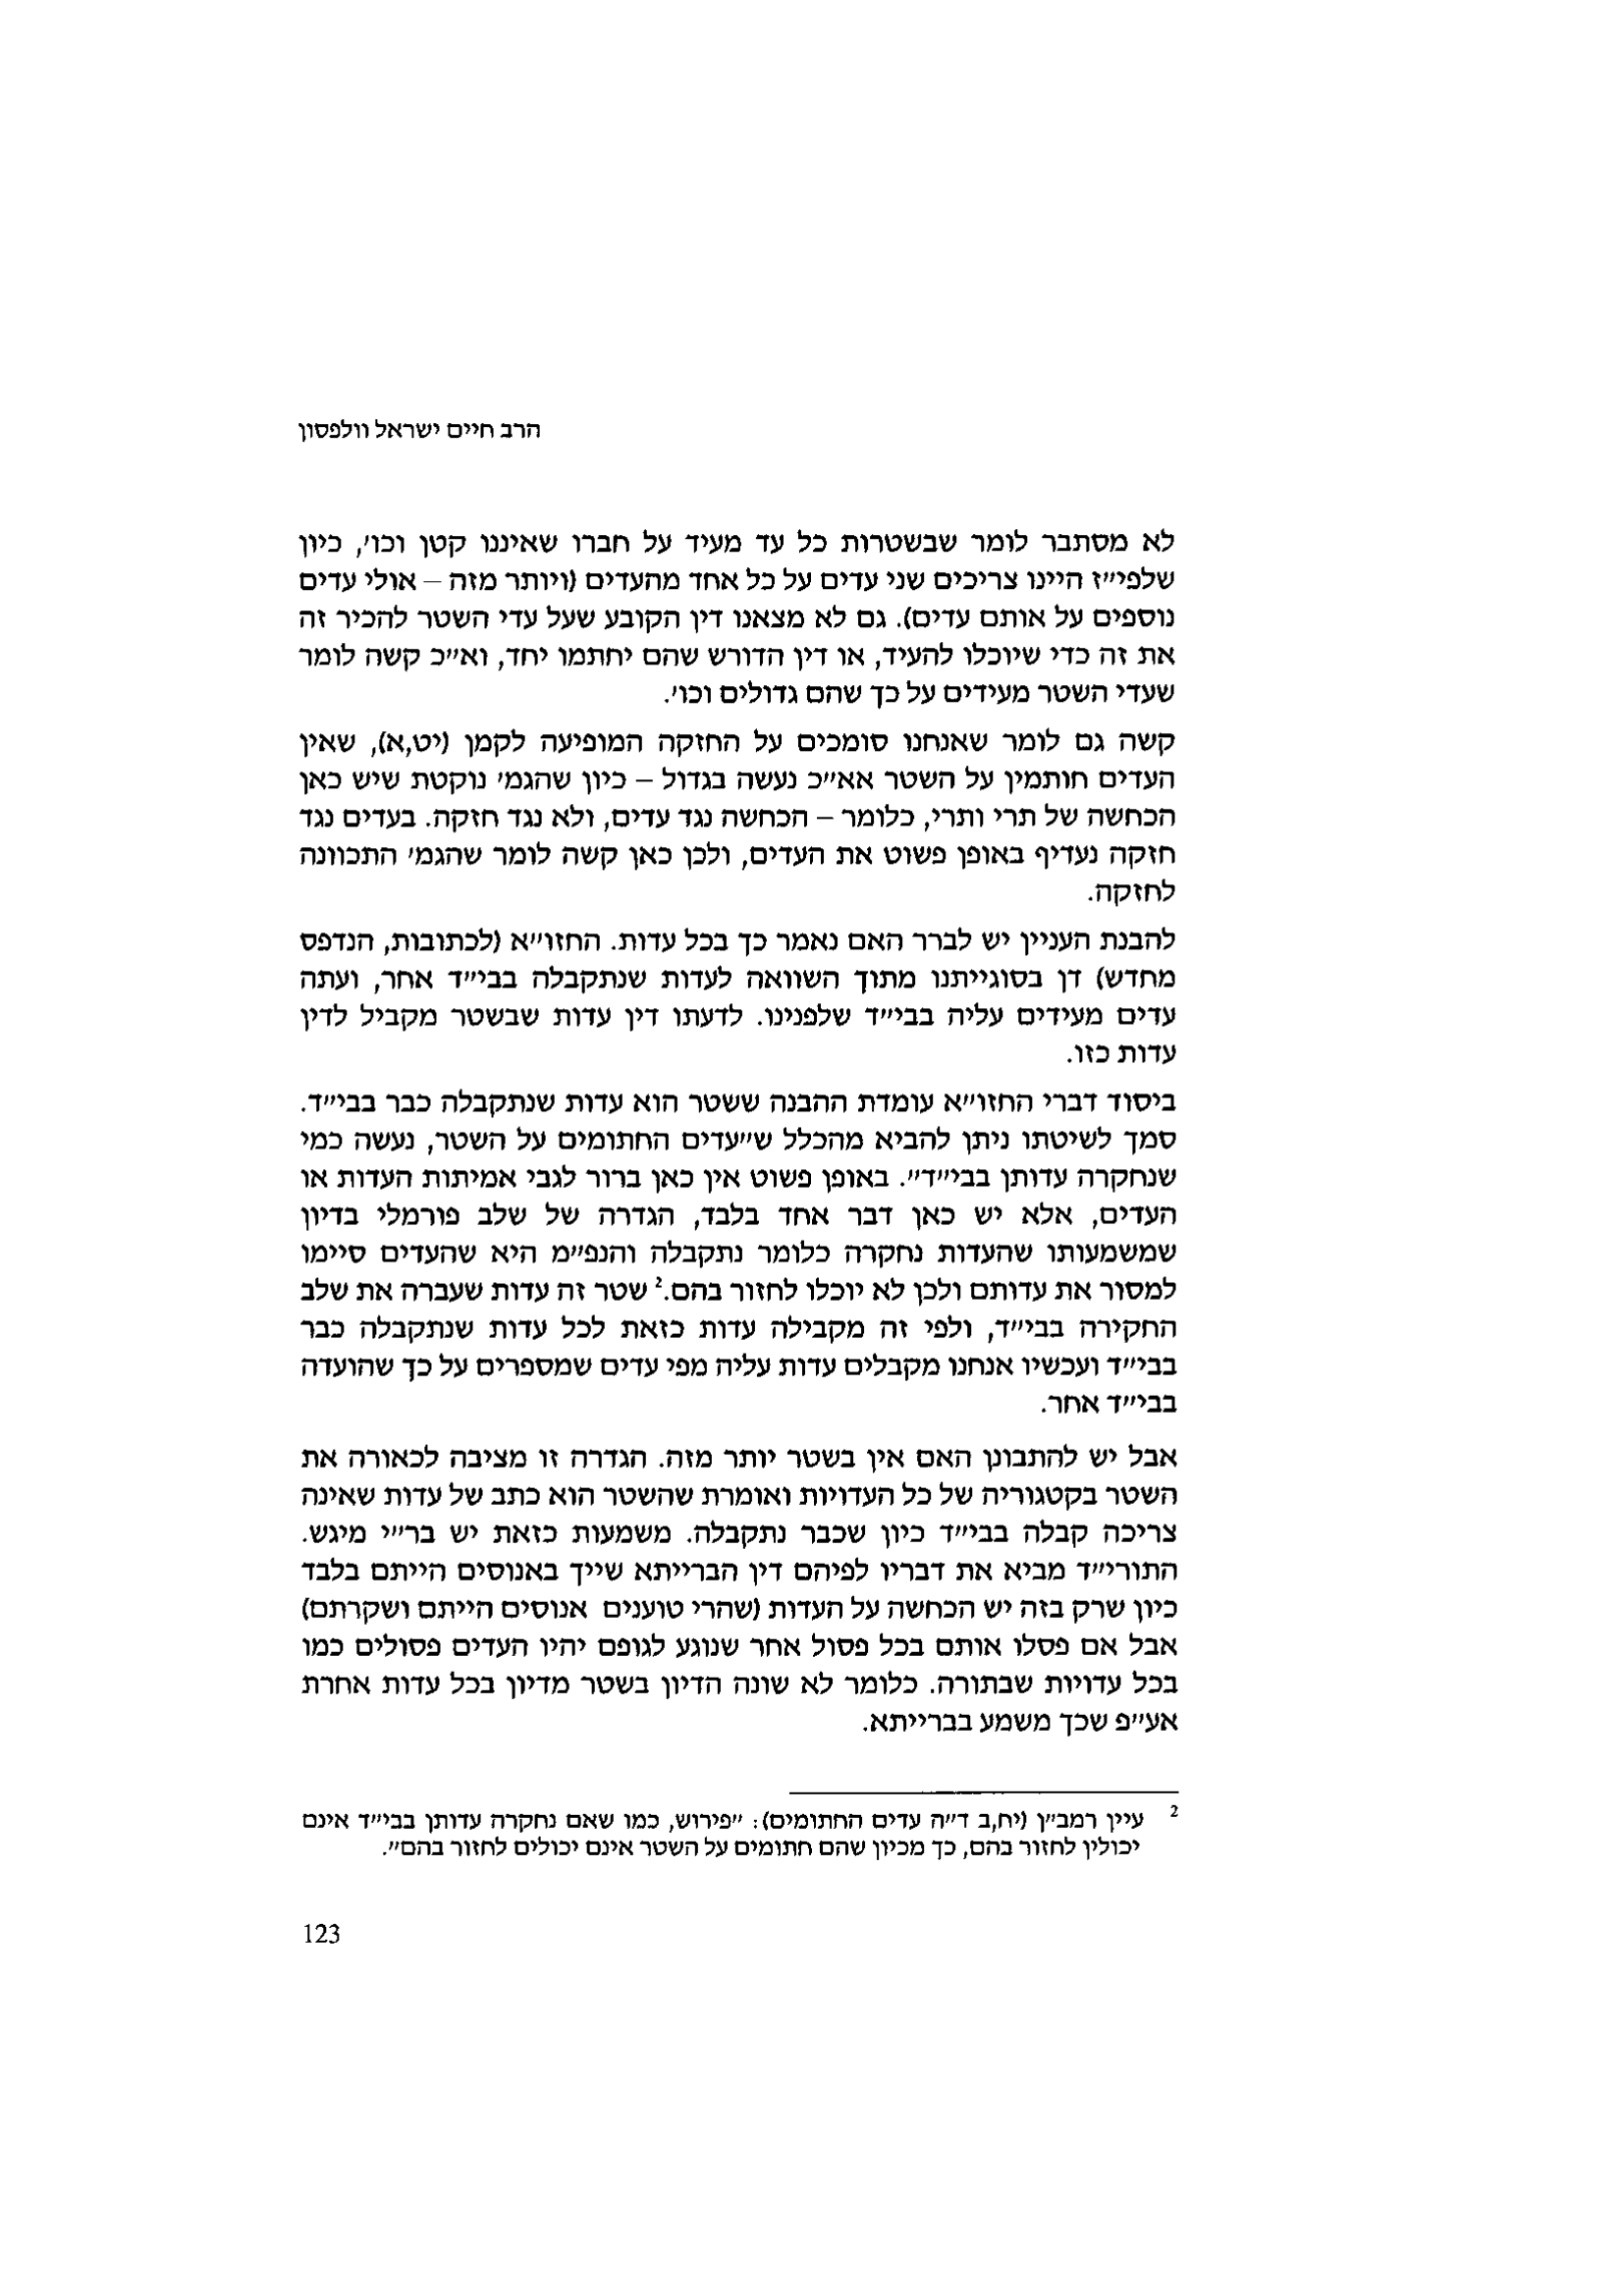 הרב חיים ישראל וולפסון
לא מסתבר לומר שבשטרות כל עד מעיד על חברו שאיננו קטן וכו', כיון
שלפי״ז היינו צריכים שני עדים על כל אחד מהעדים (ויותר מזה – אולי עדים
נוספים על אותם עדים). גם לא מצאנו דין הקובע שעל עדי השטר להכיר זה
את זה כדי שיוכלו להעיד, או דין הדורש שהם יחתמו יחד, וא״כ קשה לומר
שעדי השטר מעידים על כך שהם גדולים וכו'.
קשה גם לומר שאנחנו סומכים על החזקה המופיעה לקמן (יט,א), שאין
העדים חותמין על השטר אא״כ נעשה בגדול – כיון שהגמ' נוקטת שיש כאן
הכחשה של תרי ותרי, כלומר – הכחשה נגד עדים, ולא נגד חזקה. בעדים נגד
חזקה נעדיף באופן פשוט את העדים, ולכן כאן קשה לומר שהגמ' התכוונה
לחזקה.
להבנת העניין יש לברר האם נאמר כך בכל עדות. החזו״א (לכתובות, הנדפס
מחדש) דן בסוגייתנו מתוך השוואה לעדות שנתקבלה בבי״ד אחר, ועתה
עדים מעידים עליה בבי״ד שלפנינו. לדעתו דין עדות שבשטר מקביל לדין
עדות כזו.
ביסוד דברי החזו״א עומדת ההבנה ששטר הוא עדות שנתקבלה כבר בבי״ד.
סמך לשיטתו ניתן להביא מהכלל ש״עדים החתומים על השטר, נעשה כמי
שנחקרה עדותן בבי״ד״. באופן פשוט אין כאן ברור לגבי אמיתות העדות או
העדים, אלא יש כאן דבר אחד בלבד, הגדרה של שלב פורמלי בדיון
שמשמעותו שהעדות נחקרה כלומר נתקבלה והנפ״מ היא שהעדים סיימו
למסור את עדותם ולכן לא יוכלו לחזור בהם.² שטר זה עדות שעברה את שלב
החקירה בבי״ד, ולפי זה מקבילה עדות כזאת לכל עדות שנתקבלה כבר
בבי״ד ועכשיו אנחנו מקבלים עדות עליה מפי עדים שמספרים על כך שהועדה
בבי״ד אחר.
אבל יש להתבונן האם אין בשטר יותר מזה. הגדרה זו מציבה לכאורה את
השטר בקטגוריה של כל העדויות ואומרת שהשטר הוא כתב של עדות שאינה
צריכה קבלה בבי״ד כיון שכבר נתקבלה. משמעות כזאת יש בר״י מיגש.
התורי״ד מביא את דבריו לפיהם דין הברייתא שייך באנוסים הייתם בלבד
כיון שרק בזה יש הכחשה על העדות (שהרי טוענים אנוסים הייתם ושקרתם)
אבל אם פסלו אותם בכל פסול אחר שנוגע לגופם יהיו העדים פסולים כמו
בכל עדויות שבתורה. כלומר לא שונה הדיון בשטר מדיון בכל עדות אחרת
אע״פ שכך משמע בברייתא.
2 עיין רמב״ן (יח,ב ד״ה עדים החתומים): ״פירוש, כמו שאם נחקרה עדותן בבי״ד אינם
יכולין לחזור בהם, כך מכיון שהם חתומים על השטר אינם יכולים לחזור בהם״.
123